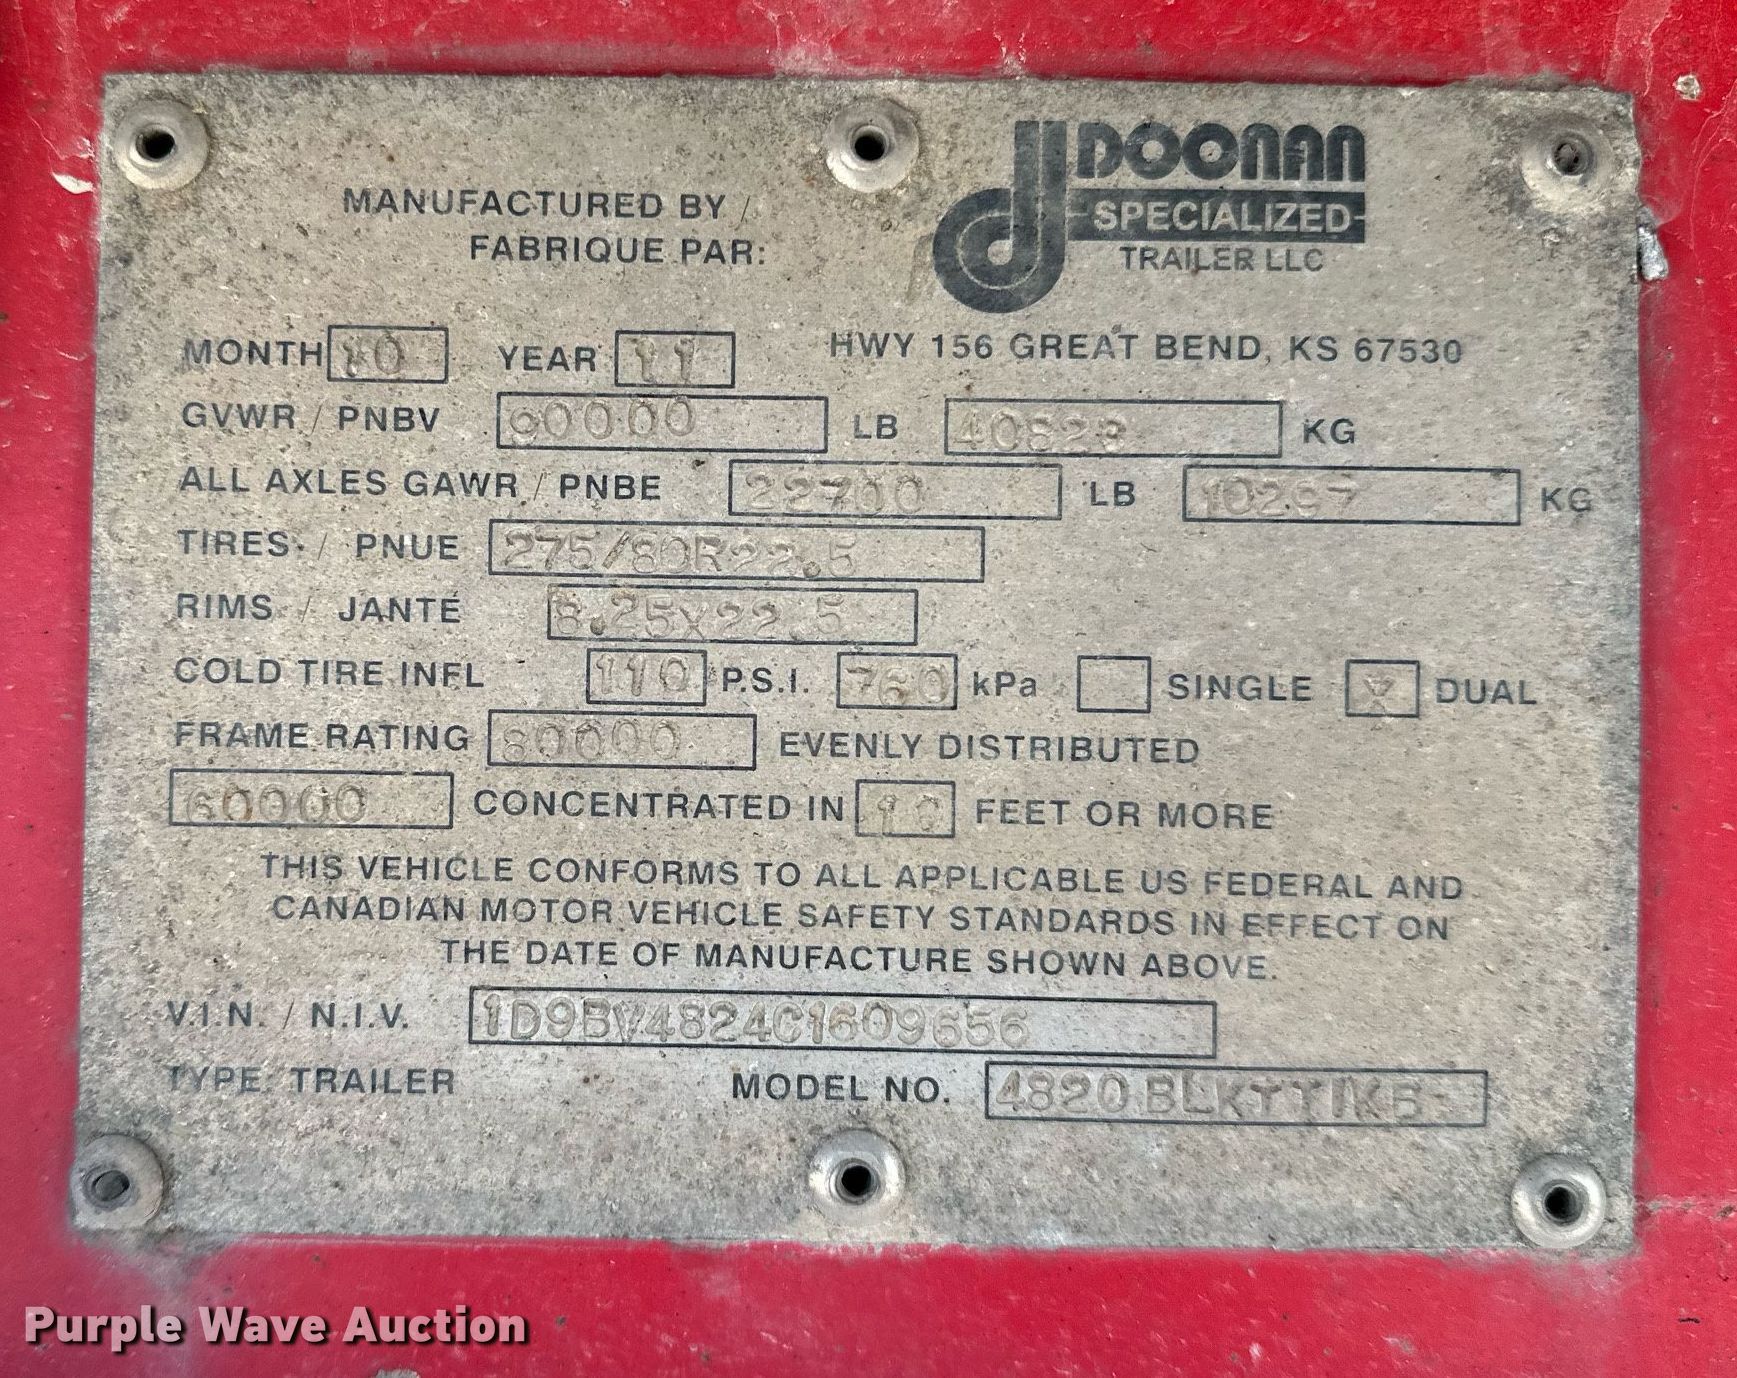 DOONAN
SPECIALIZED
TRAILER LLC
MANUFACTURED BY /
FABRIQUE PAR:
HWY 156 GREAT BEND, KS 67530
MONTH 10 YEAR 11
GVWR / PNBV 90000 LB 40823 KG
ALL AXLES GAWR / PNBE 22700 LB 10297 KG
TIRES / PNUE 275/80R22.5
RIMS / JANTE 8.25X22.5
COLD TIRE INFL 110 P.S.I. 760 kPa SINGLE X DUAL
FRAME RATING 80000 EVENLY DISTRIBUTED
60000 CONCENTRATED IN 10 FEET OR MORE
THIS VEHICLE CONFORMS TO ALL APPLICABLE US FEDERAL AND
CANADIAN MOTOR VEHICLE SAFETY STANDARDS IN EFFECT ON
THE DATE OF MANUFACTURE SHOWN ABOVE.
V.I.N. / N.I.V. 1D9BV4824C1609656
TYPE: TRAILER MODEL NO.
Purple Wave Auction